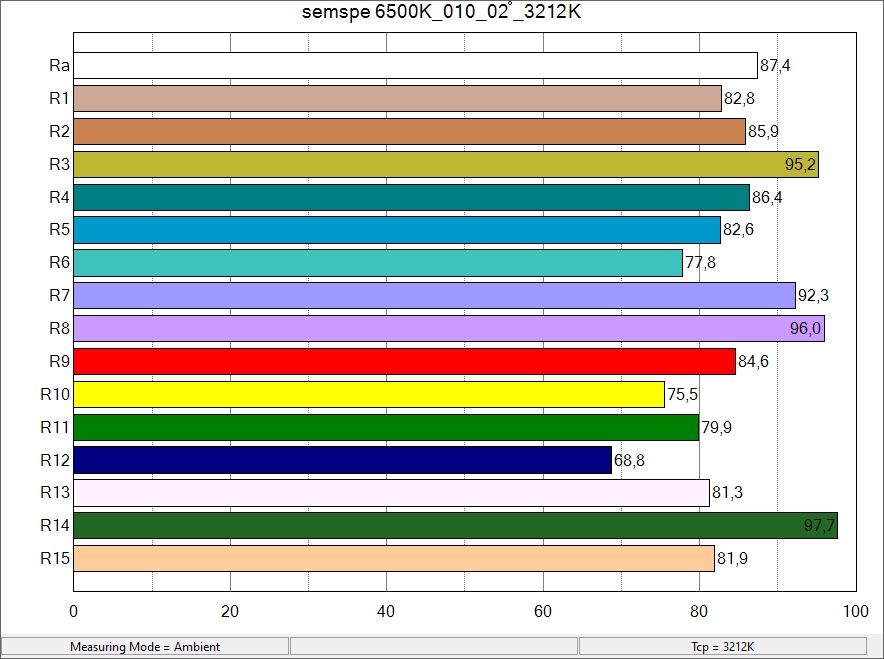 semspe 6500K_010_02°_3212K
Ra 87,4
R1 82,8
R2 85,9
R3 95,2
R4 86,4
R5 82,6
R6 77,8
R7 92,3
R8 96,0
R9 84,6
R10 75,5
R11 79,9
R12 68,8
R13 81,3
R14 97,7
R15 81,9
0 20 40 60 80 100
Measuring Mode = Ambient Tcp = 3212K